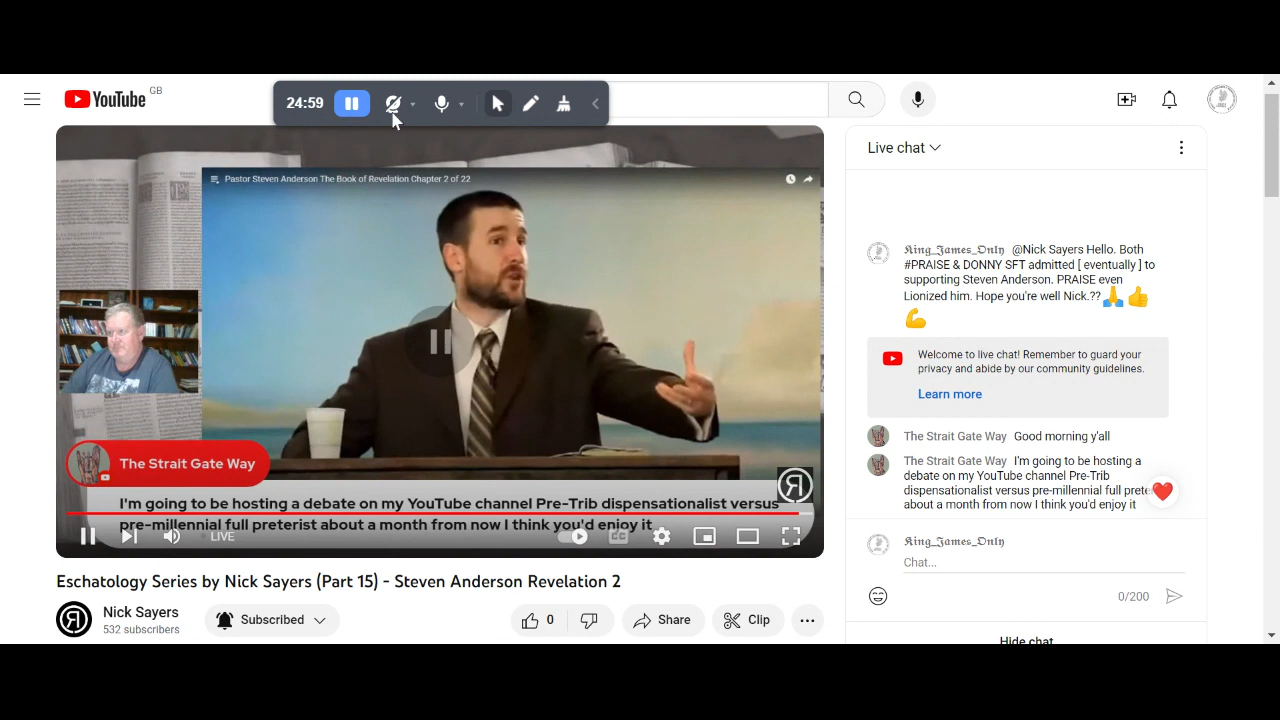 24:59
YouTube GB
Live chat
Pastor Steven Anderson The Book of Revelation Chapter 2 of 22
𝕶𝖎𝖓𝖌_𝕵𝖆𝖒𝖊𝖘_𝕺𝖓𝖑𝖞 @Nick Sayers Hello. Both
#PRAISE & DONNY SFT admitted [ eventually ] to
supporting Steven Anderson. PRAISE even
Lionized him. Hope you're well Nick.?? 🙏 👍
💪
Welcome to live chat! Remember to guard your
privacy and abide by our community guidelines.
Learn more
The Strait Gate Way Good morning y'all
The Strait Gate Way I'm going to be hosting a
debate on my YouTube channel Pre-Trib
dispensationalist versus pre-millennial full prete
about a month from now I think you'd enjoy it
The Strait Gate Way
I'm going to be hosting a debate on my YouTube channel Pre-Trib dispensationalist versus
pre-millennial full preterist about a month from now I think you'd enjoy it
LIVE
CC
𝕶𝖎𝖓𝖌_𝕵𝖆𝖒𝖊𝖘_𝕺𝖓𝖑𝖞
Chat...
0/200
Hide chat
Eschatology Series by Nick Sayers (Part 15) - Steven Anderson Revelation 2
Nick Sayers
532 subscribers
Subscribed
0
Share
Clip